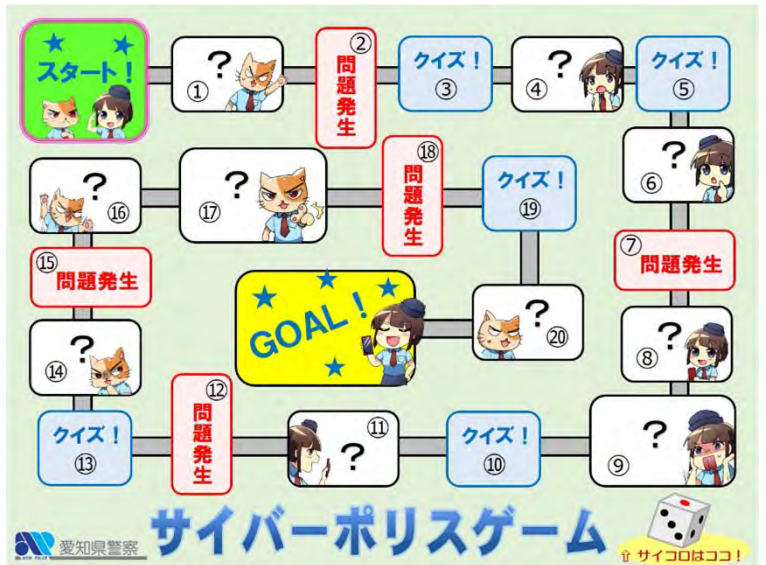 スタート！
？
①
②
問題発生
クイズ！
③
？
④
クイズ！
⑤
？
⑥
⑦
問題発生
？
⑧
？
⑨
クイズ！
⑩
⑪
？
⑫
問題発生
クイズ！
⑬
？
⑭
⑮
問題発生
？
⑯
？
⑰
⑱
問題発生
クイズ！
⑲
？
⑳
GOAL！
愛知県警察
サイバーポリスゲーム
⇧ サイコロはココ！